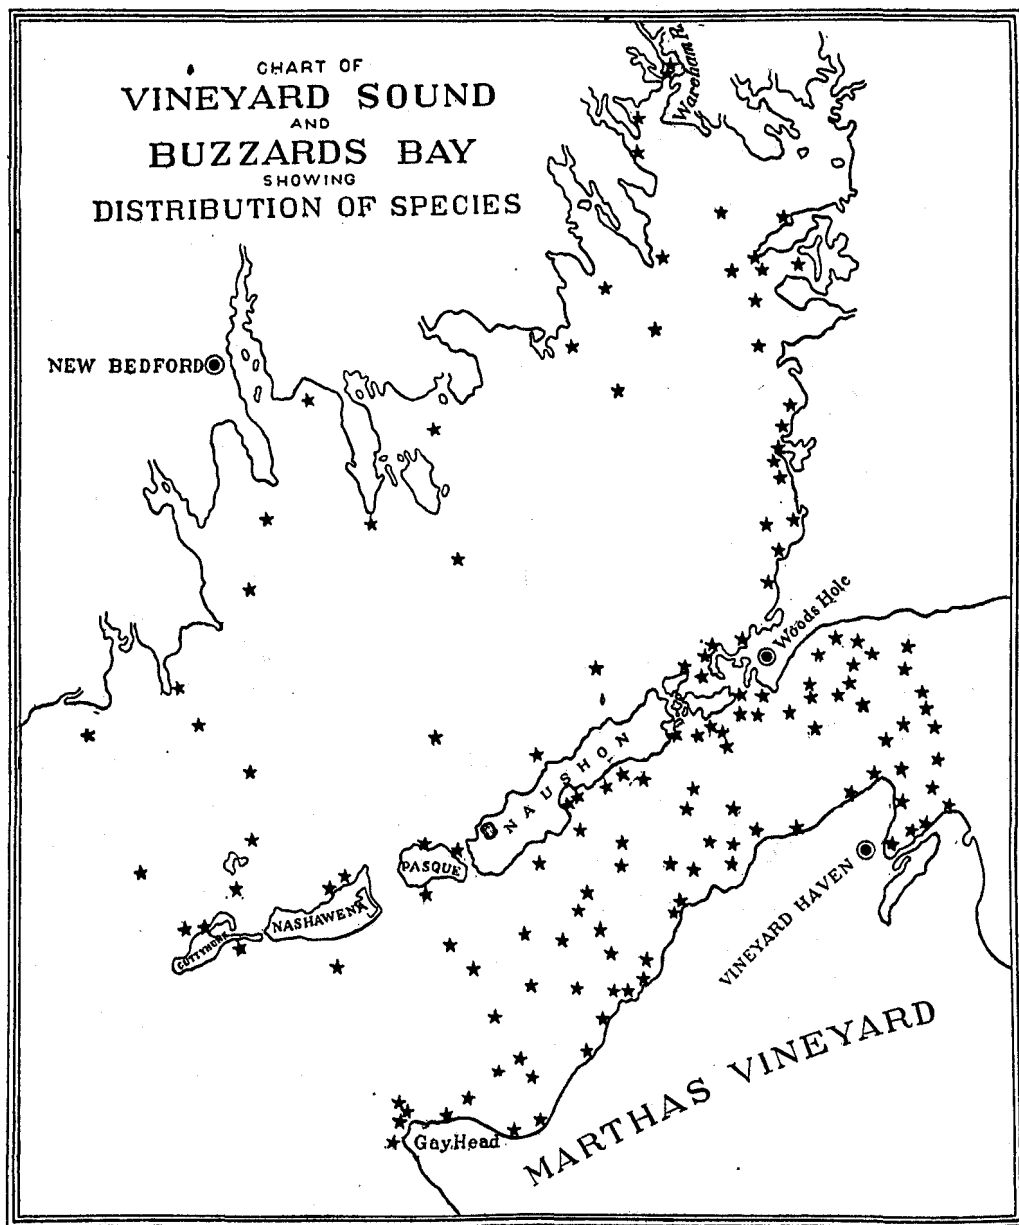 CHART OF
VINEYARD SOUND
AND
BUZZARDS BAY
SHOWING
DISTRIBUTION OF SPECIES
Wareham R.
NEW BEDFORD
Woods Hole
NAUSHON
PASQUE
NASHAWENA
CUTTYHUNK
VINEYARD HAVEN
MARTHAS VINEYARD
Gay Head